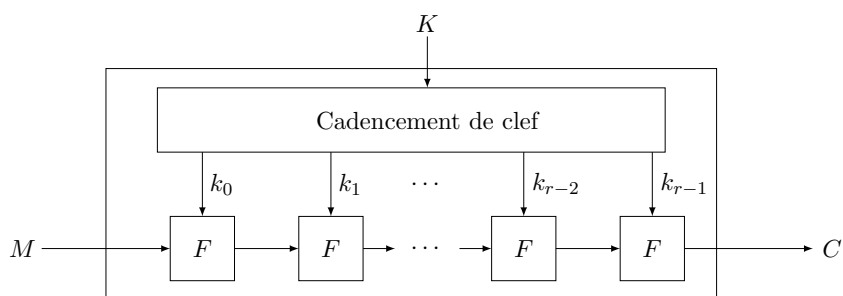 K
Cadencement de clef
k₀ k₁ ⋯ kᵣ₋₂ kᵣ₋₁
M F F ⋯ F F C